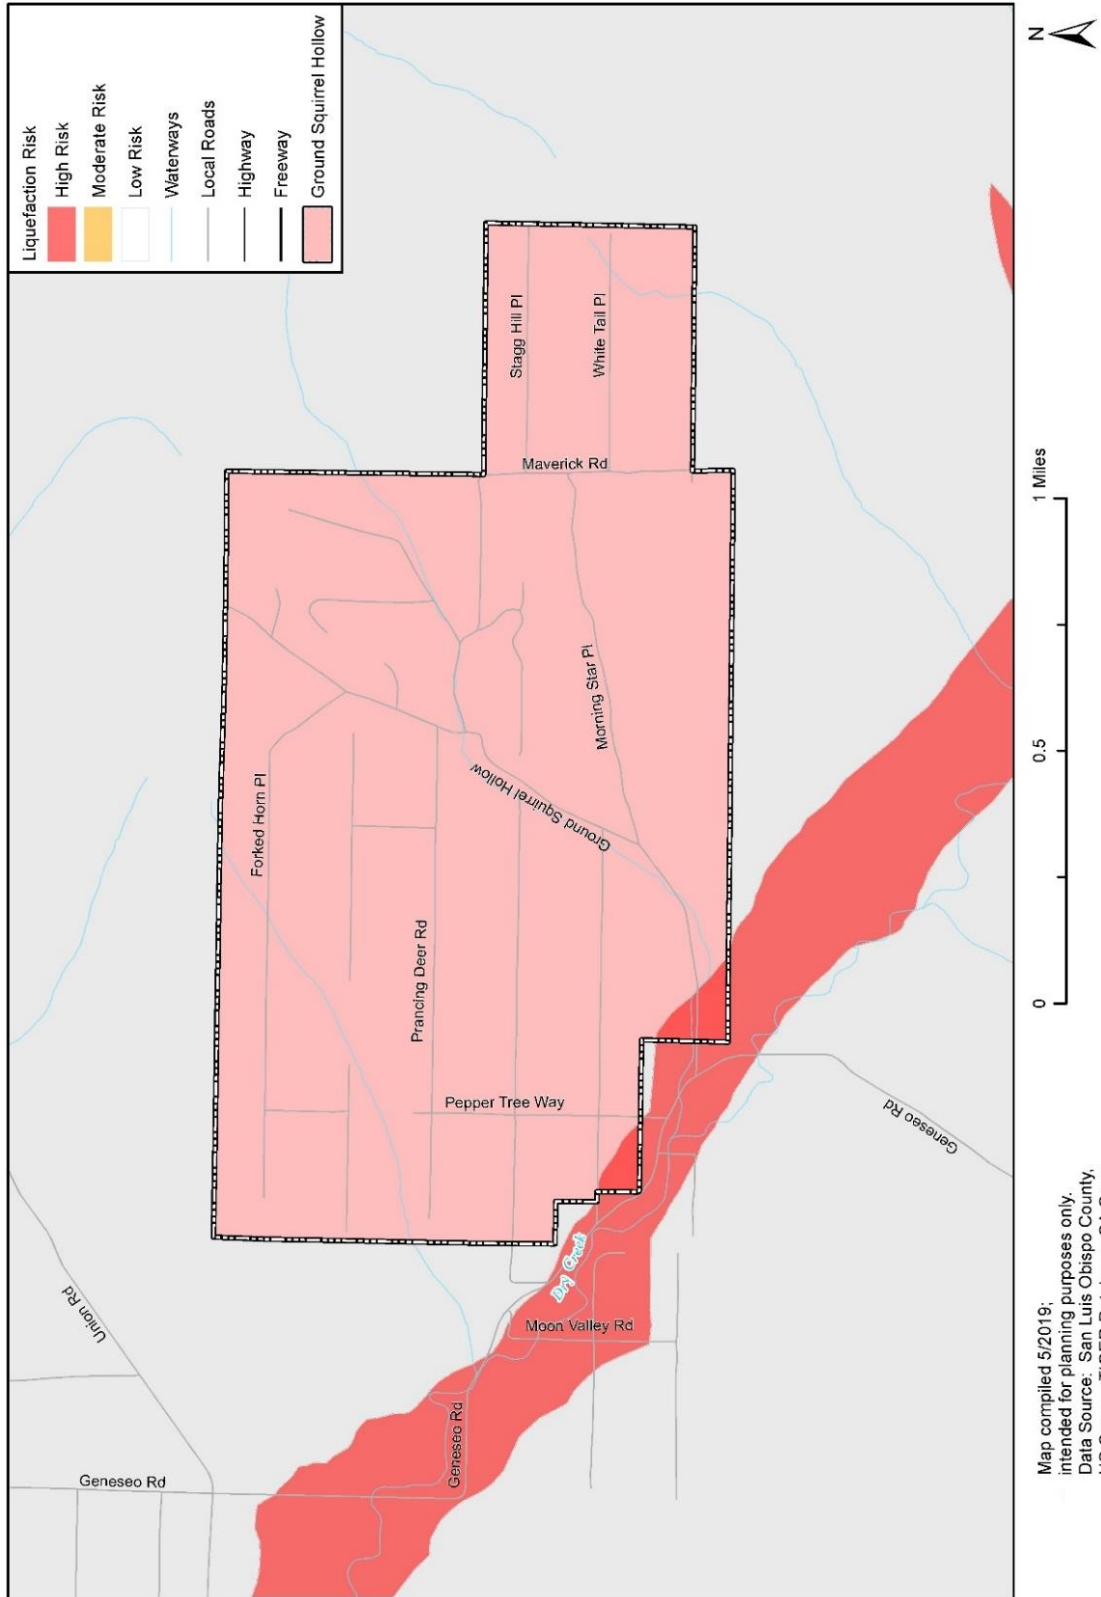 Liquefaction Risk
High Risk
Moderate Risk
Low Risk
Waterways
Local Roads
Highway
Freeway
Ground Squirrel Hollow
Stagg Hill Pl
White Tail Pl
Maverick Rd
Morning Star Pl
Forked Horn Pl
Ground Squirrel Hollow
Prancing Deer Rd
Pepper Tree Way
Union Rd
Dry Creek
Moon Valley Rd
Geneseo Rd
Geneseo Rd
Geneseo Rd
N
0 0.5 1 Miles
Map compiled 5/2019;
intended for planning purposes only.
Data Source: San Luis Obispo County,